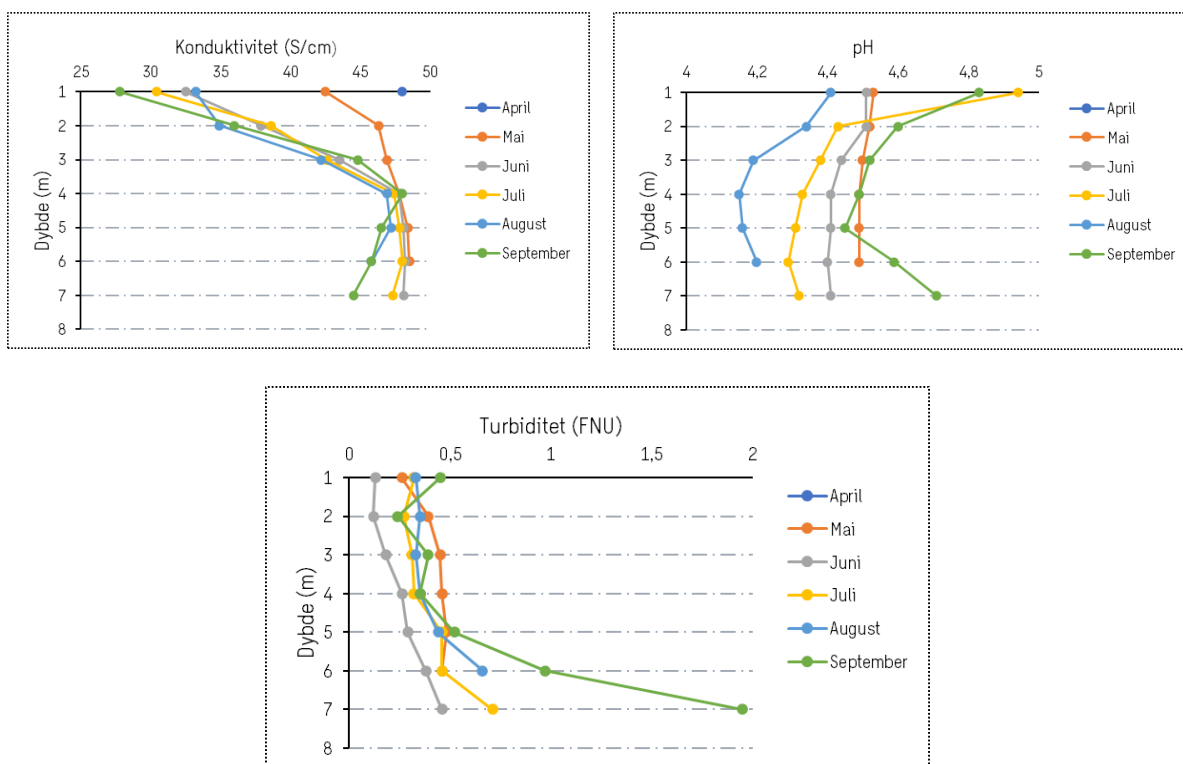 Konduktivitet (S/cm)
25 30 35 40 45 50
1
2
3
4
5
6
7
8
Dybde (m)
April
Mai
Juni
Juli
August
September
pH
4 4,2 4,4 4,6 4,8 5
1
2
3
4
5
6
7
8
Dybde (m)
April
Mai
Juni
Juli
August
September
Turbiditet (FNU)
0 0,5 1 1,5 2
1
2
3
4
5
6
7
8
Dybde (m)
April
Mai
Juni
Juli
August
September